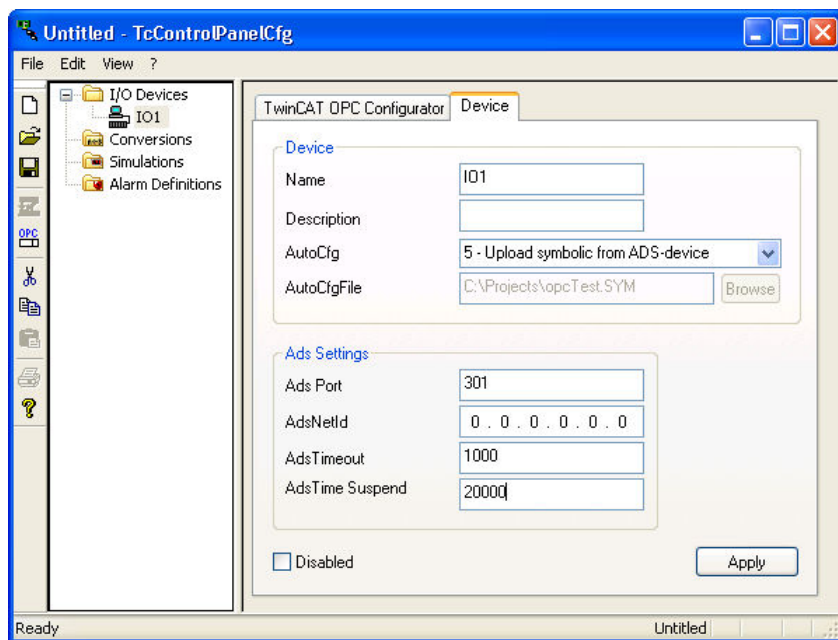 Untitled - TcControlPanelCfg
File Edit View ?
I/O Devices
IO1
Conversions
Simulations
Alarm Definitions
OPC
TwinCAT OPC Configurator
Device
Device
Name IO1
Description
AutoCfg 5 - Upload symbolic from ADS-device
AutoCfgFile C:\Projects\opcTest.SYM Browse
Ads Settings
Ads Port 301
AdsNetId 0 . 0 . 0 . 0 . 0 . 0
AdsTimeout 1000
AdsTime Suspend 20000
Disabled
Apply
Ready
Untitled